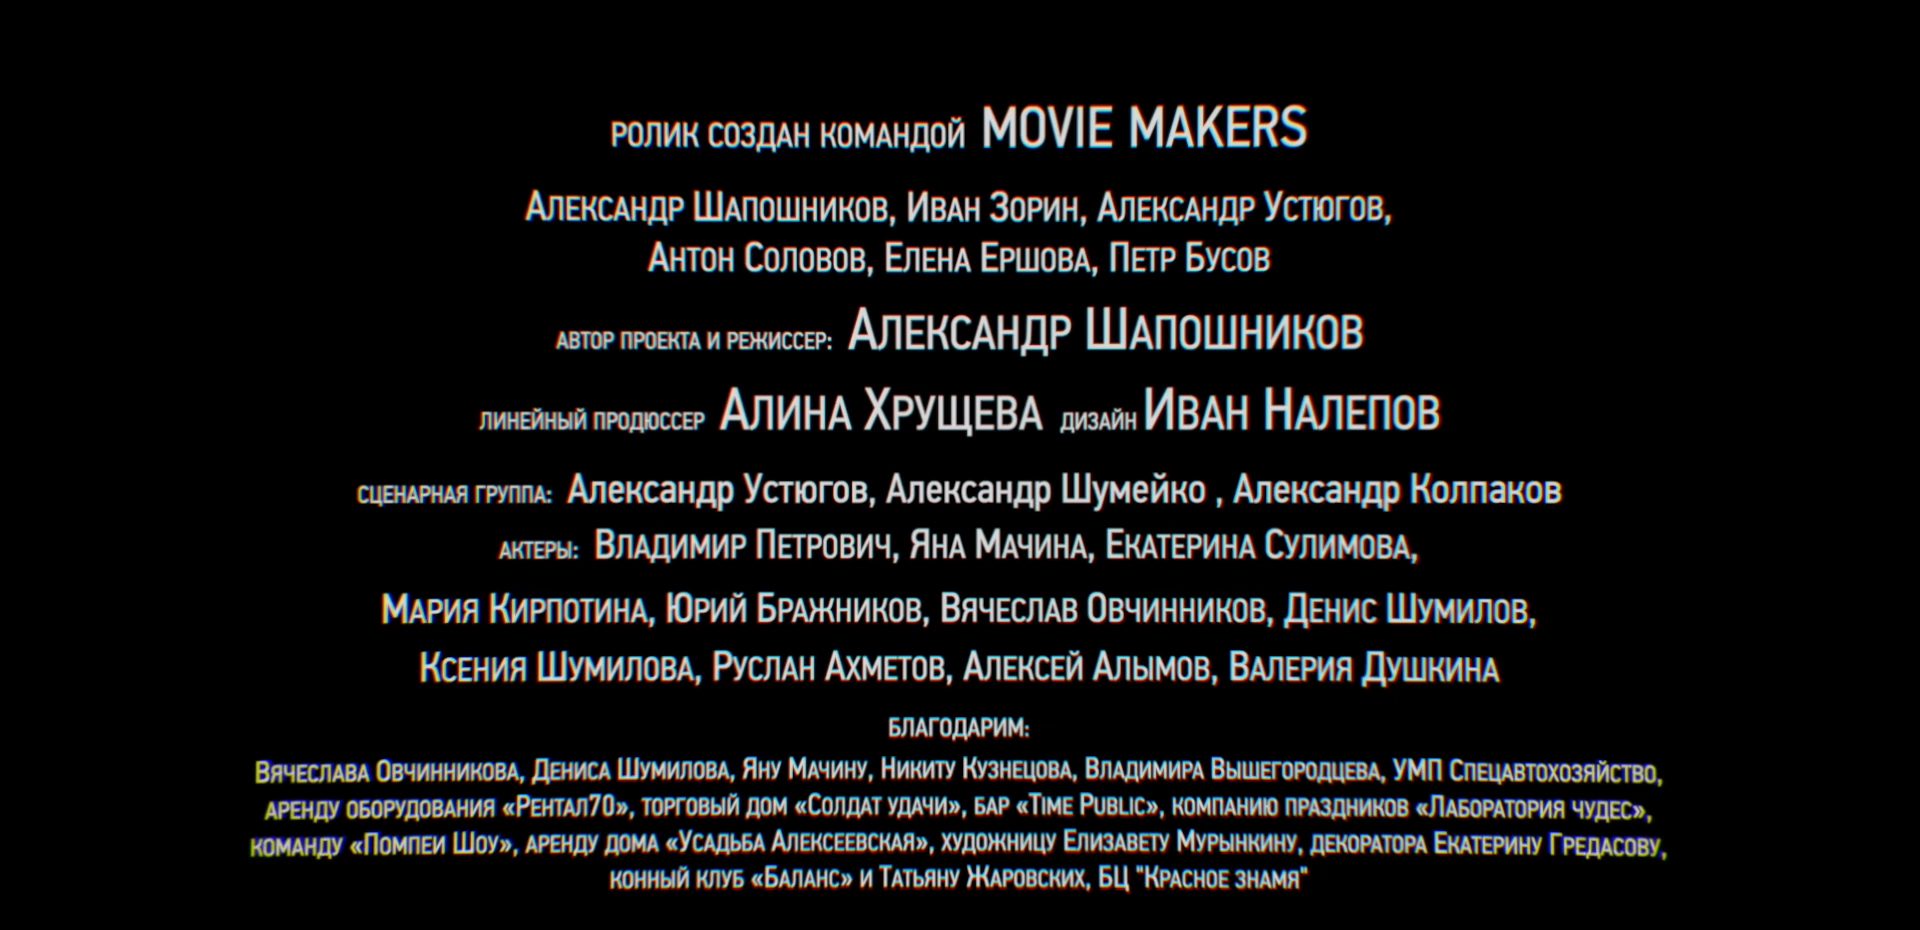 РОЛИК СОЗДАН КОМАНДОЙ MOVIE MAKERS
АЛЕКСАНДР ШАПОШНИКОВ, ИВАН ЗОРИН, АЛЕКСАНДР УСТЮГОВ,
АНТОН СОЛОВОВ, ЕЛЕНА ЕРШОВА, ПЕТР БУСОВ
АВТОР ПРОЕКТА И РЕЖИССЕР: АЛЕКСАНДР ШАПОШНИКОВ
ЛИНЕЙНЫЙ ПРОДЮССЕР АЛИНА ХРУЩЕВА ДИЗАЙН ИВАН НАЛЕПОВ
СЦЕНАРНАЯ ГРУППА: Александр Устюгов, Александр Шумейко , Александр Колпаков
АКТЕРЫ: ВЛАДИМИР ПЕТРОВИЧ, ЯНА МАЧИНА, ЕКАТЕРИНА СУЛИМОВА,
МАРИЯ КИРПОТИНА, ЮРИЙ БРАЖНИКОВ, ВЯЧЕСЛАВ ОВЧИННИКОВ, ДЕНИС ШУМИЛОВ,
КСЕНИЯ ШУМИЛОВА, РУСЛАН АХМЕТОВ, АЛЕКСЕЙ АЛЫМОВ, ВАЛЕРИЯ ДУШКИНА
БЛАГОДАРИМ:
ВЯЧЕСЛАВА ОВЧИННИКОВА, ДЕНИСА ШУМИЛОВА, ЯНУ МАЧИНУ, НИКИТУ КУЗНЕЦОВА, ВЛАДИМИРА ВЫШЕГОРОДЦЕВА, УМП СПЕЦАВТОХОЗЯЙСТВО,
АРЕНДУ ОБОРУДОВАНИЯ «РЕНТАЛ70», ТОРГОВЫЙ ДОМ «СОЛДАТ УДАЧИ», БАР «TIME PUBLIC», КОМПАНИЮ ПРАЗДНИКОВ «ЛАБОРАТОРИЯ ЧУДЕС»,
КОМАНДУ «ПОМПЕИ ШОУ», АРЕНДУ ДОМА «УСАДЬБА АЛЕКСЕЕВСКАЯ», ХУДОЖНИЦУ ЕЛИЗАВЕТУ МУРЫНКИНУ, ДЕКОРАТОРА ЕКАТЕРИНУ ГРЕДАСОВУ,
КОННЫЙ КЛУБ «БАЛАНС» И ТАТЬЯНУ ЖАРОВСКИХ, БЦ "КРАСНОЕ ЗНАМЯ"